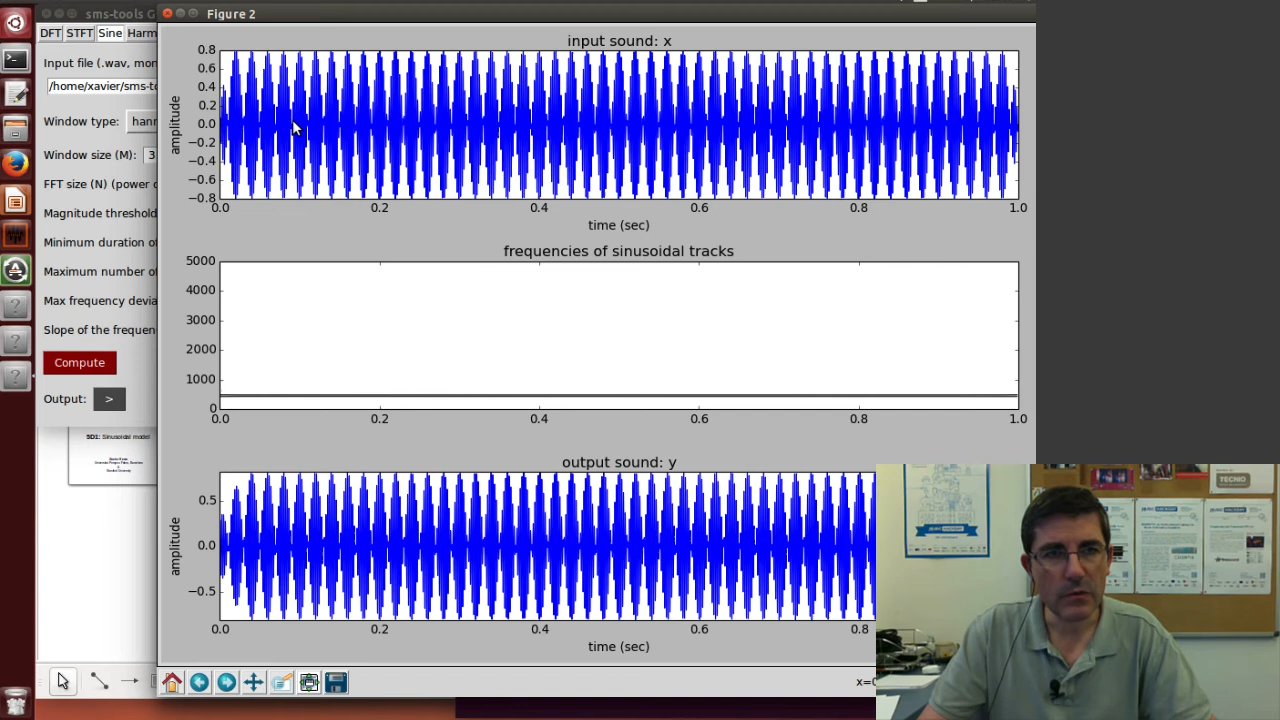 sms-tools G
Figure 2
DFT STFT Sine Harm
Input file (.wav, mon
/home/xavier/sms-to
Window type: hann
Window size (M): 3
FFT size (N) (power o
Magnitude threshold
Minimum duration of
Maximum number of
Max frequency devia
Slope of the frequen
Compute
Output: >
SD1: Sinusoidal model
input sound: x
amplitude
0.8
0.6
0.4
0.2
0.0
−0.2
−0.4
−0.6
−0.8
0.0 0.2 0.4 0.6 0.8 1.0
time (sec)
frequencies of sinusoidal tracks
5000
4000
3000
2000
1000
0
0.0 0.2 0.4 0.6 0.8 1.0
output sound: y
amplitude
0.5
0.0
−0.5
0.0 0.2 0.4 0.6 0.8
time (sec)
x=0
TECNIO